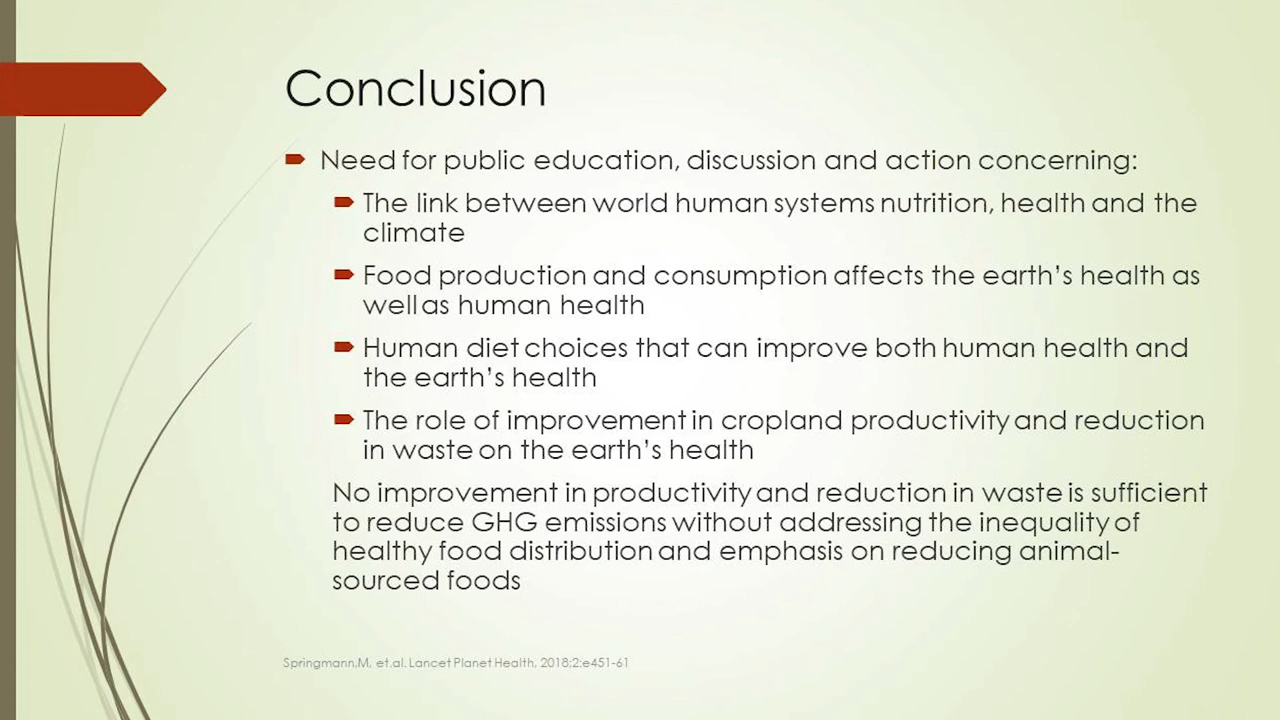 Conclusion
Need for public education, discussion and action concerning:
The link between world human systems nutrition, health and the
climate
Food production and consumption affects the earth's health as
well as human health
Human diet choices that can improve both human health and
the earth's health
The role of improvement in cropland productivity and reduction
in waste on the earth's health
No improvement in productivity and reduction in waste is sufficient
to reduce GHG emissions without addressing the inequality of
healthy food distribution and emphasis on reducing animal-
sourced foods
Springmann,M, et.al. Lancet Planet Health, 2018;2:e451-61